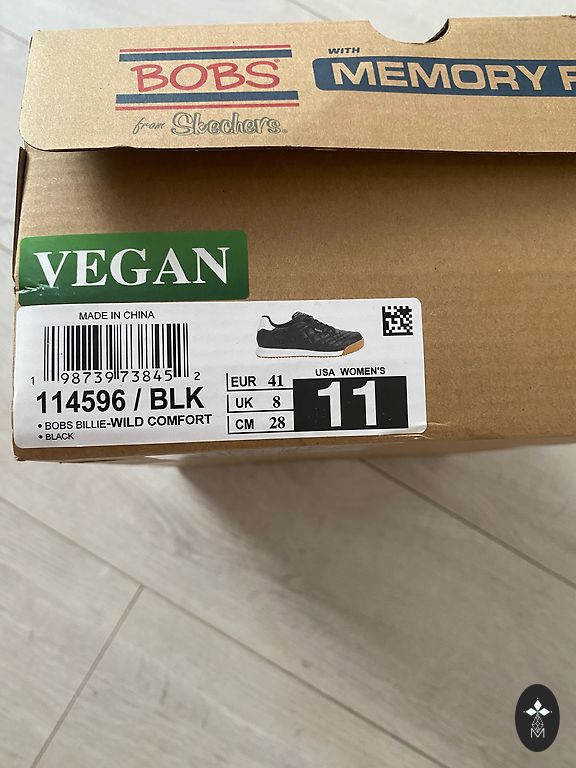 BOBS
from Skechers®
WITH
MEMORY
VEGAN
MADE IN CHINA
1 98739 73845 2
114596 / BLK
• BOBS BILLIE-WILD COMFORT
• BLACK
EUR 41
UK 8
CM 28
USA WOMEN'S
11
M